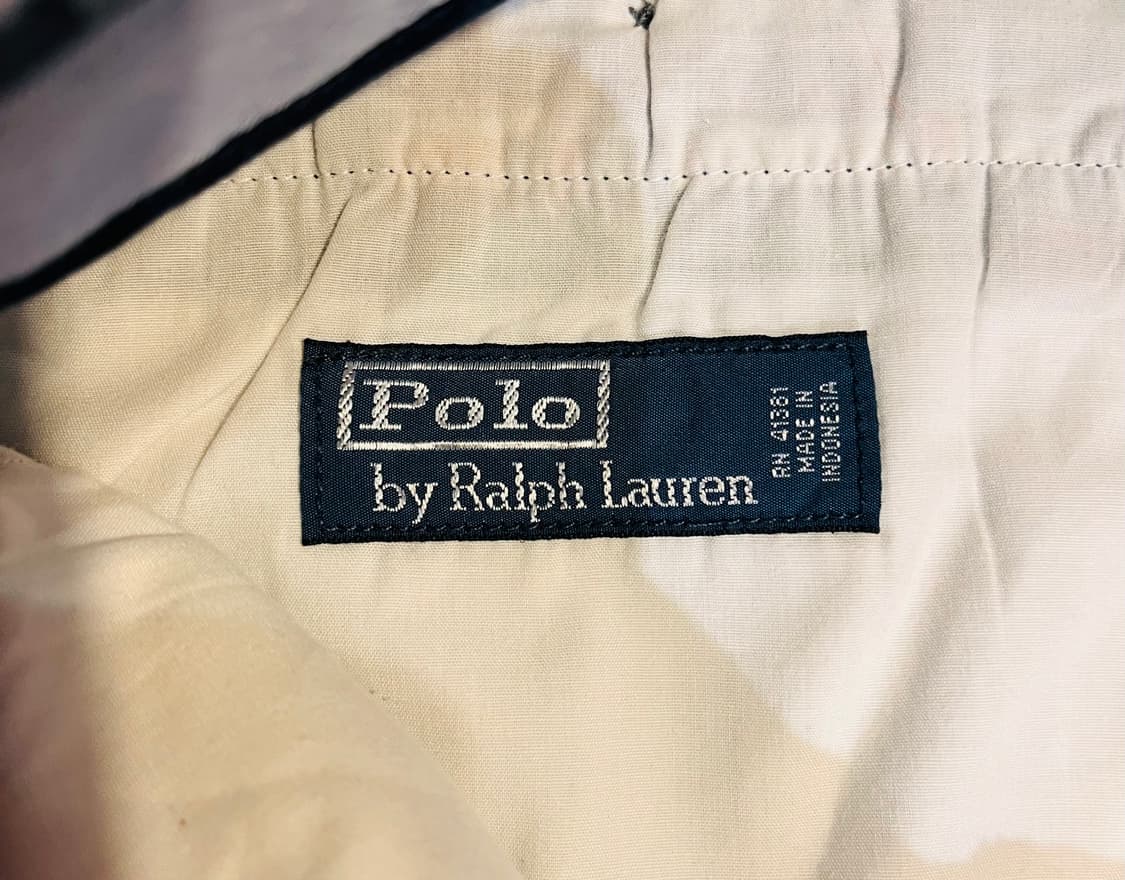 Polo
by Ralph Lauren
RN 41381
MADE IN
INDONESIA